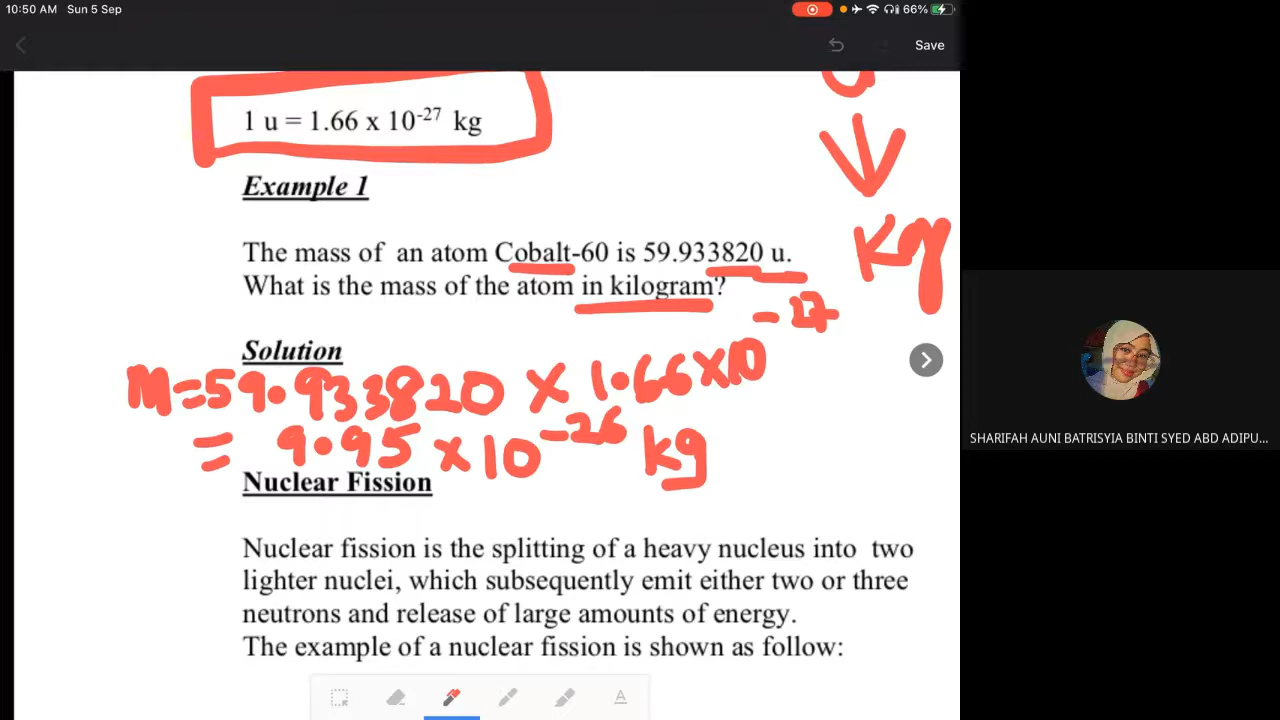 10:50 AM Sun 5 Sep
66%
Save
1 u = 1.66 x 10⁻²⁷ kg
Example 1
The mass of an atom Cobalt-60 is 59.933820 u.
What is the mass of the atom in kilogram?
kg
Solution
m=59.933820 × 1.66×10⁻²⁷
= 9.95 × 10⁻²⁶ kg
Nuclear Fission
Nuclear fission is the splitting of a heavy nucleus into two
lighter nuclei, which subsequently emit either two or three
neutrons and release of large amounts of energy.
The example of a nuclear fission is shown as follow:
A
SHARIFAH AUNI BATRISYIA BINTI SYED ABD ADIPU...